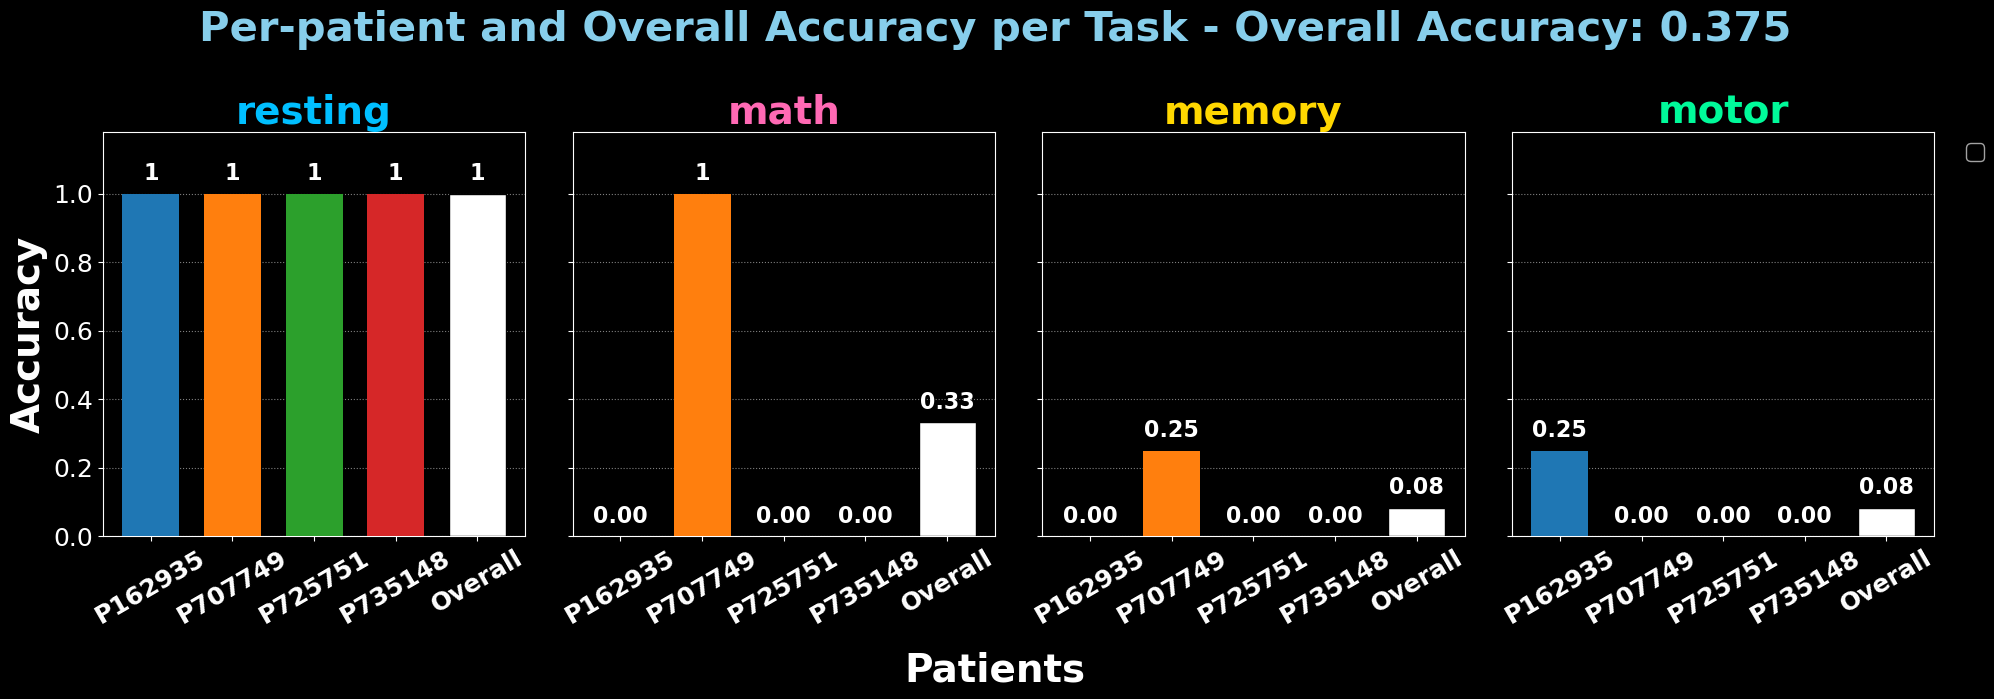 Per-patient and Overall Accuracy per Task - Overall Accuracy: 0.375
resting
math
memory
motor
Accuracy
1.0
0.8
0.6
0.4
0.2
0.0
1 1 1 1 1
0.00 1 0.00 0.00 0.33
0.00 0.25 0.00 0.00 0.08
0.25 0.00 0.00 0.00 0.08
P162935 P707749 P725751 P735148 Overall
P162935 P707749 P725751 P735148 Overall
P162935 P707749 P725751 P735148 Overall
P162935 P707749 P725751 P735148 Overall
Patients